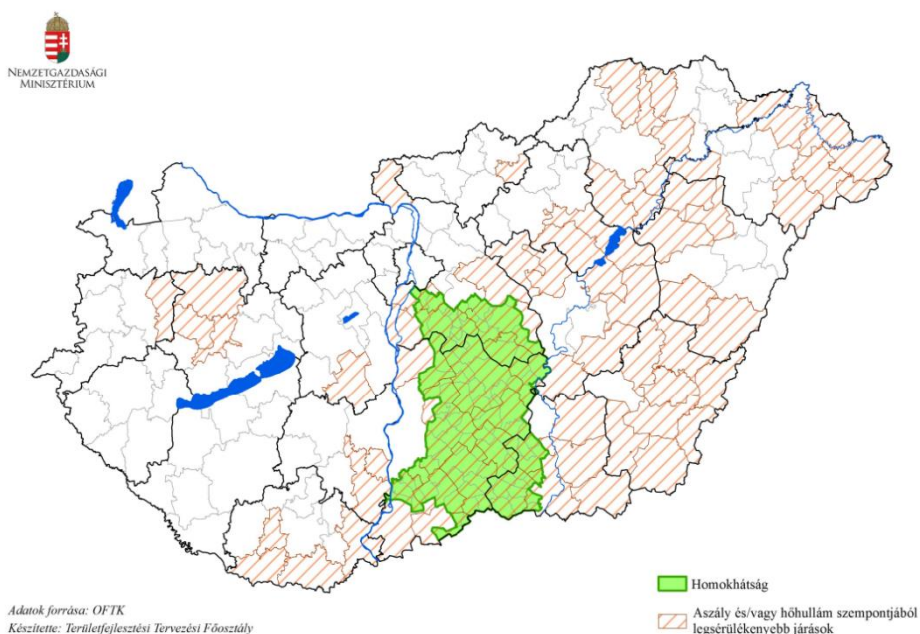 NEMZETGAZDASÁGI
MINISZTÉRIUM
Homokhátság
Aszály és/vagy hőhullám szempontjából
legsérülékenyebb járások
Adatok forrása: OFTK
Készítette: Területfejlesztési Tervezési Főosztály